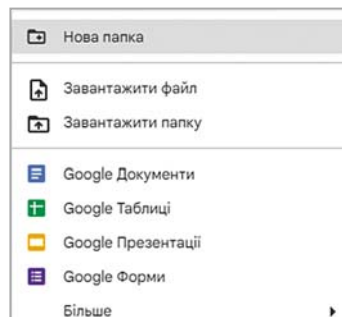 Нова папка
Завантажити файл
Завантажити папку
Google Документи
Google Таблиці
Google Презентації
Google Форми
Більше